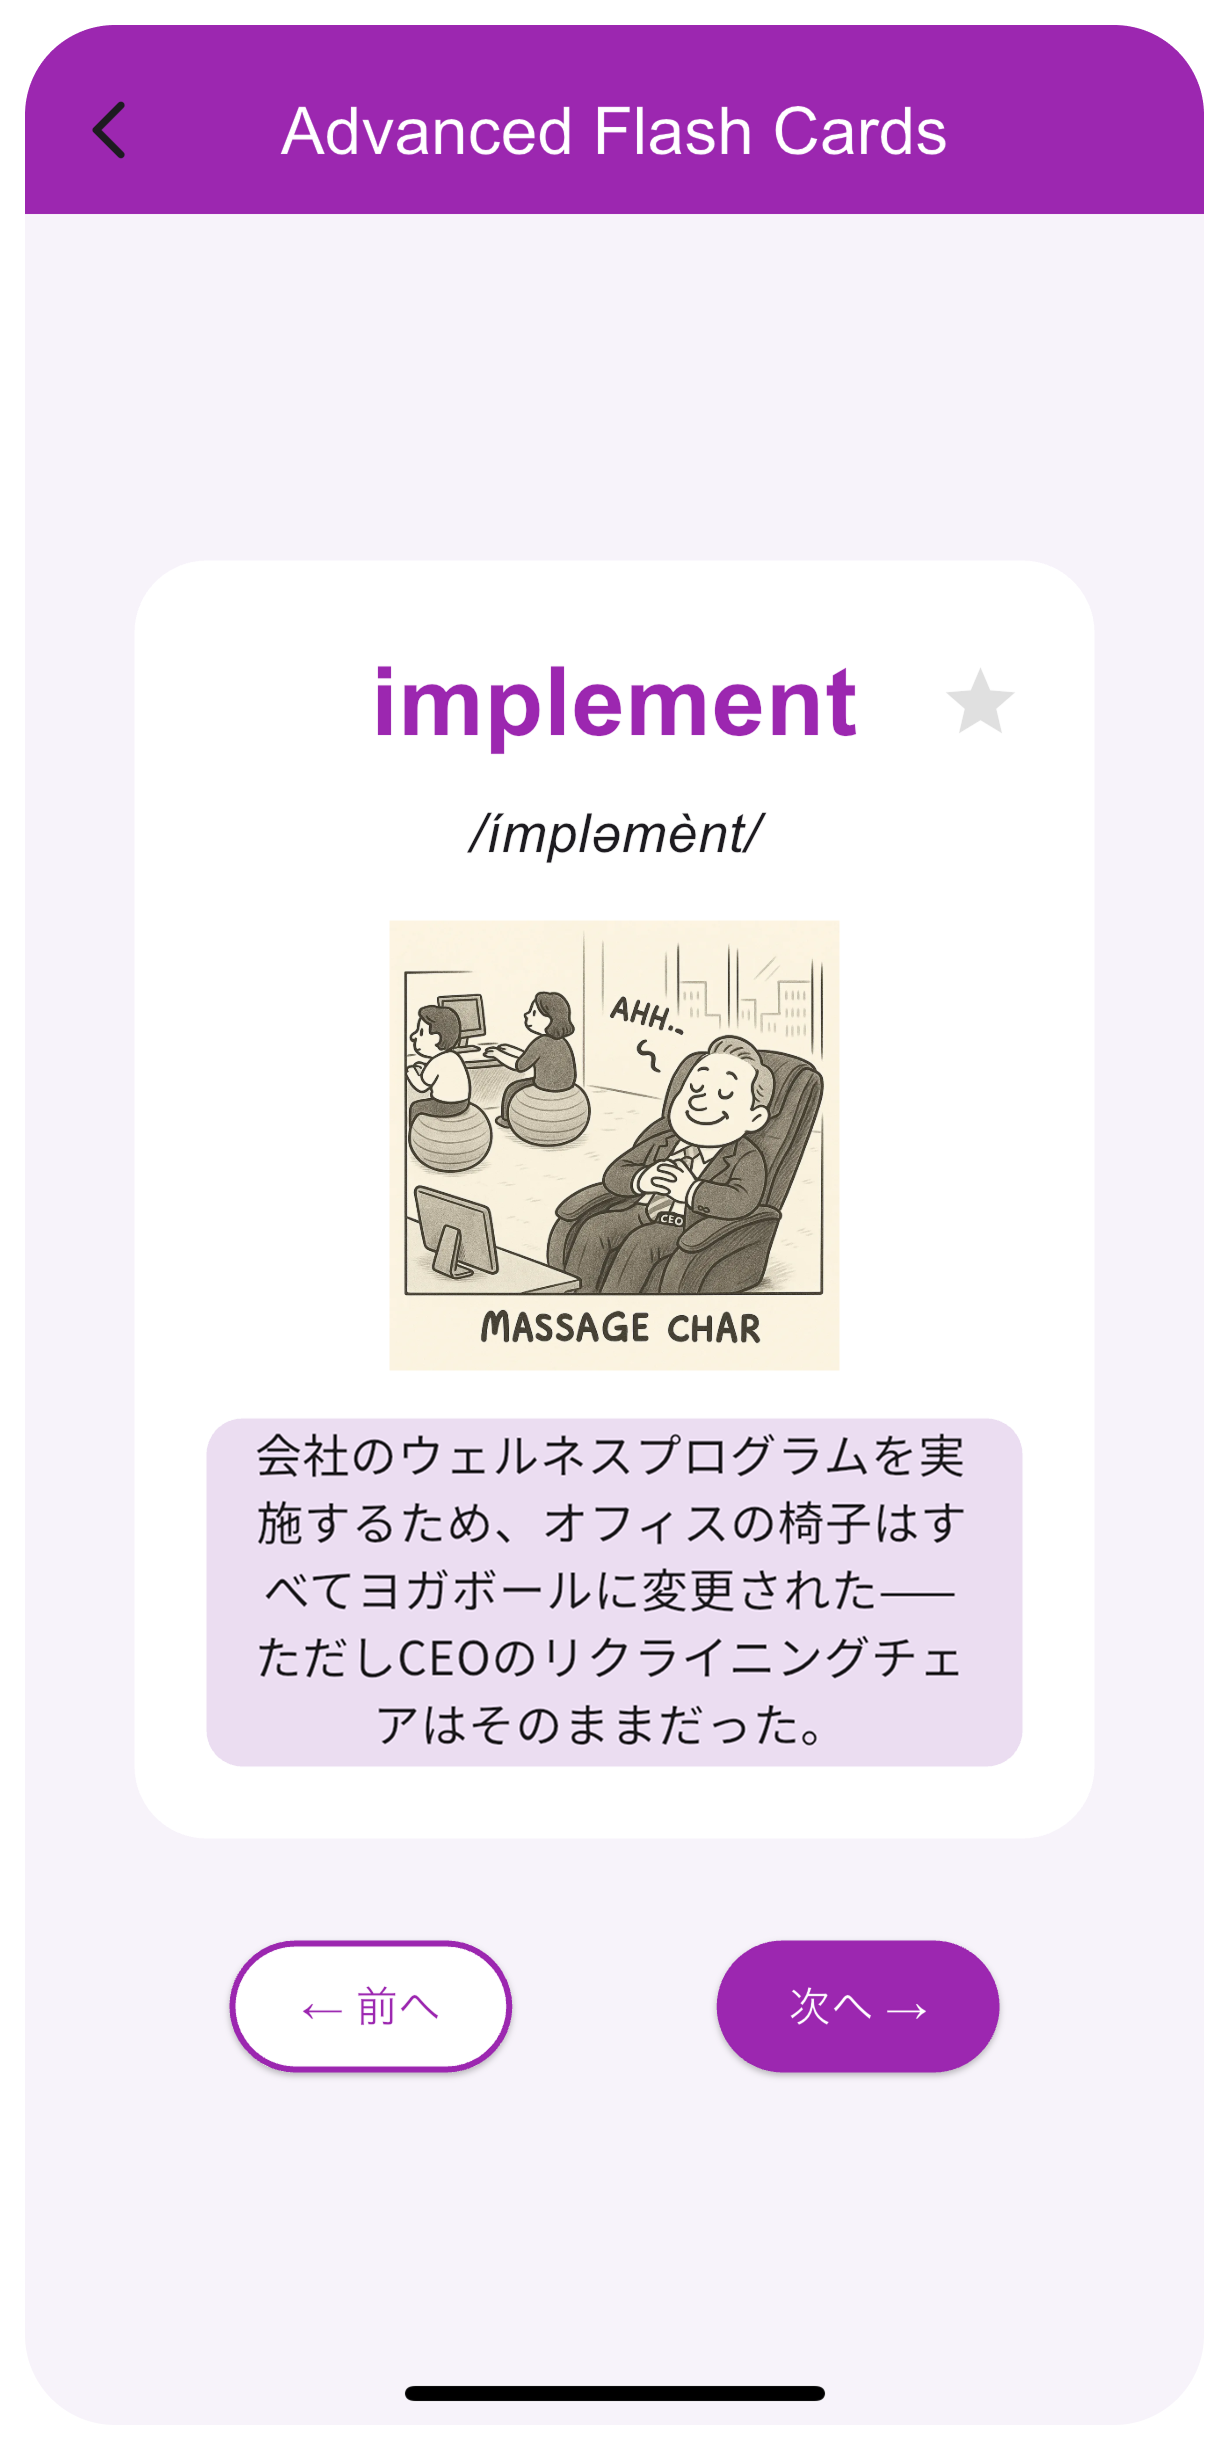 Advanced Flash Cards
implement
/ímpləmènt/
AHH..
CEO
MASSAGE CHAR
会社のウェルネスプログラムを実
施するため、オフィスの椅子はす
べてヨガボールに変更された——
ただしCEOのリクライニングチェ
アはそのままだった。
← 前へ
次へ →